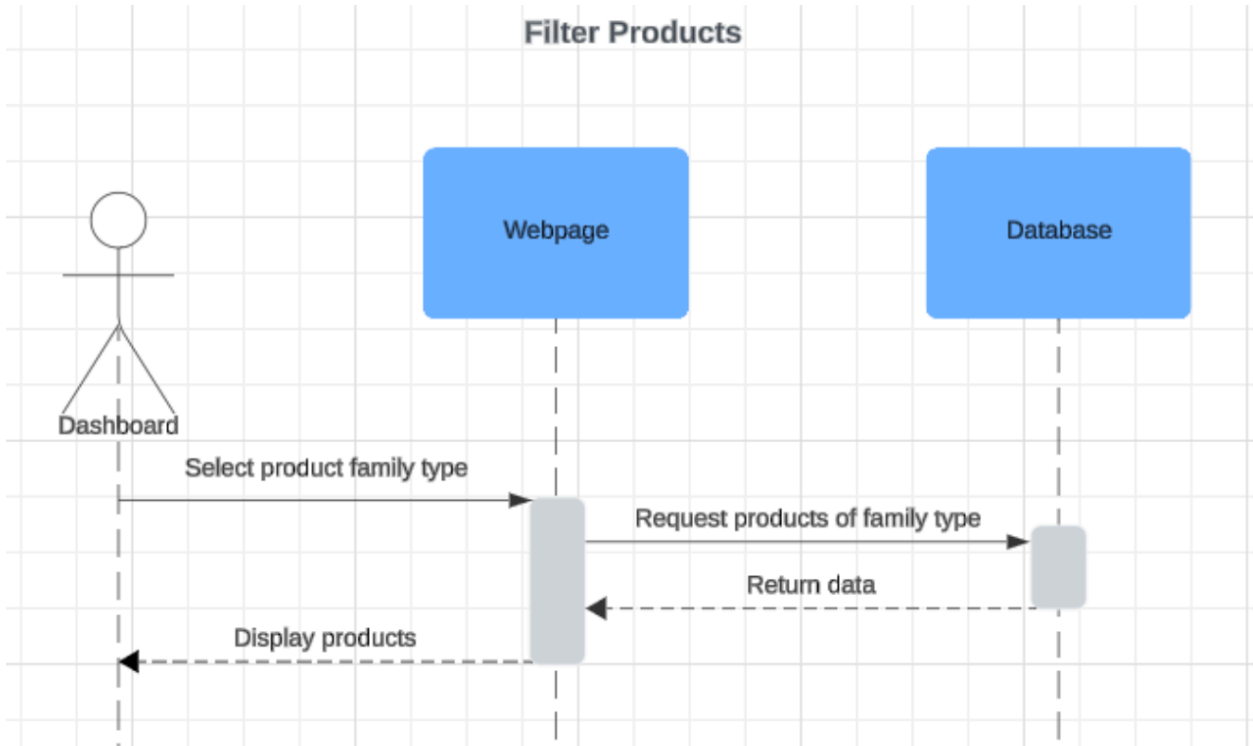 Filter Products
Webpage
Database
Dashboard
Select product family type
Request products of family type
Return data
Display products